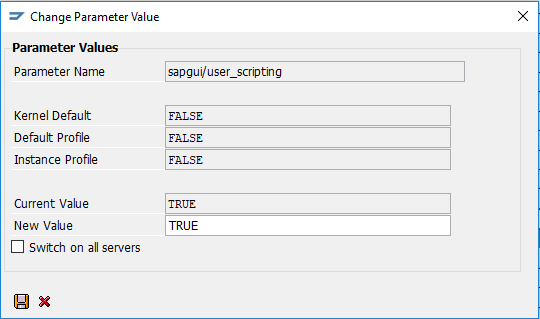 Change Parameter Value
Parameter Values
Parameter Name sapgui/user_scripting
Kernel Default FALSE
Default Profile FALSE
Instance Profile FALSE
Current Value TRUE
New Value TRUE
Switch on all servers